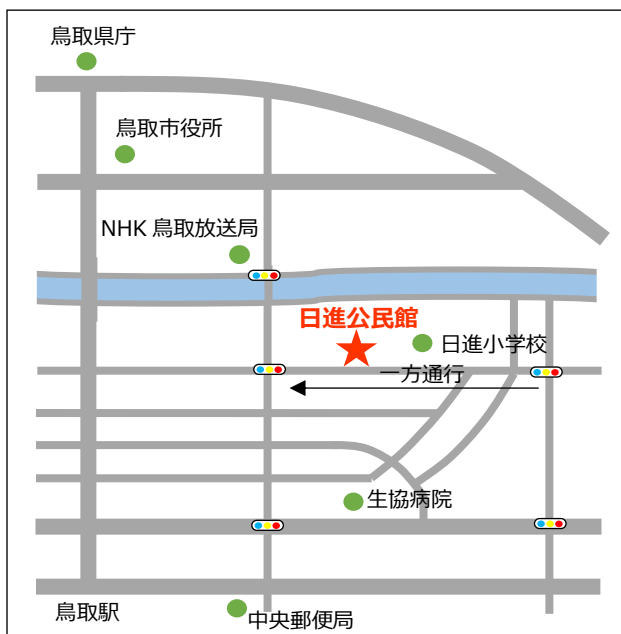 鳥取県庁
鳥取市役所
NHK 鳥取放送局
日進公民館
日進小学校
一方通行
生協病院
鳥取駅
中央郵便局